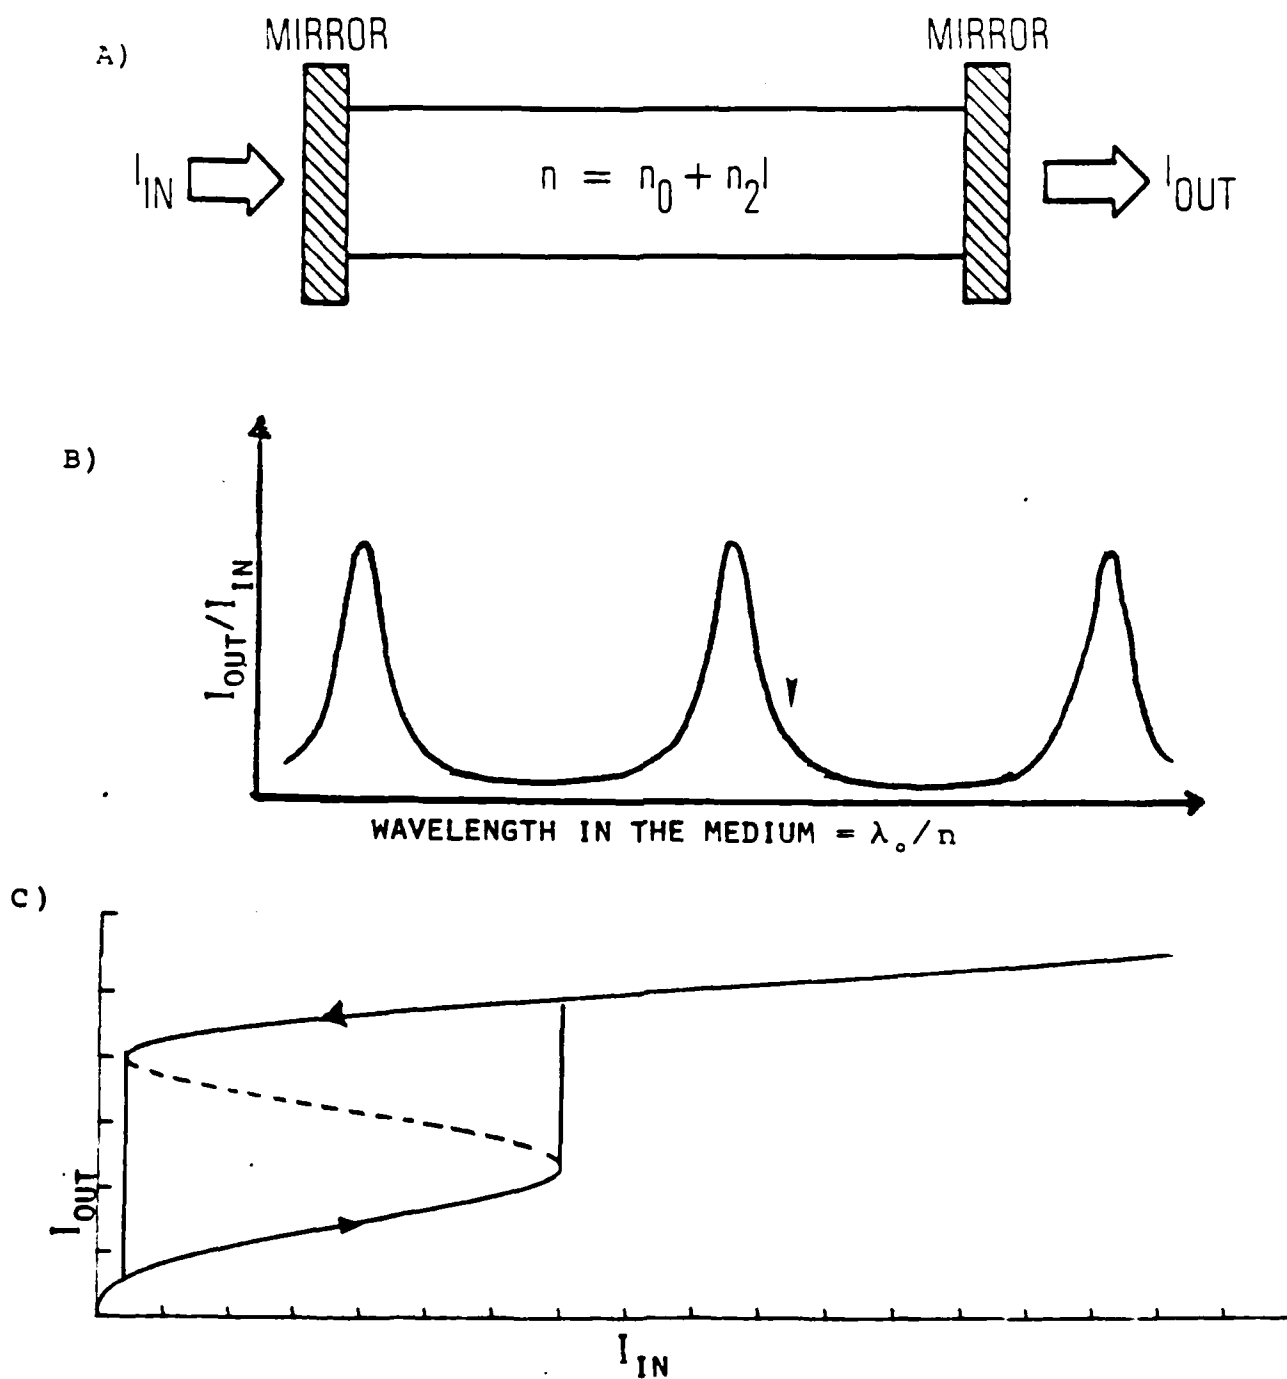 A)
MIRROR MIRROR
I_IN n = n_0 + n_2I I_OUT
B)
I_OUT/I_IN
WAVELENGTH IN THE MEDIUM = λ_o/n
C)
I_OUT
I_IN